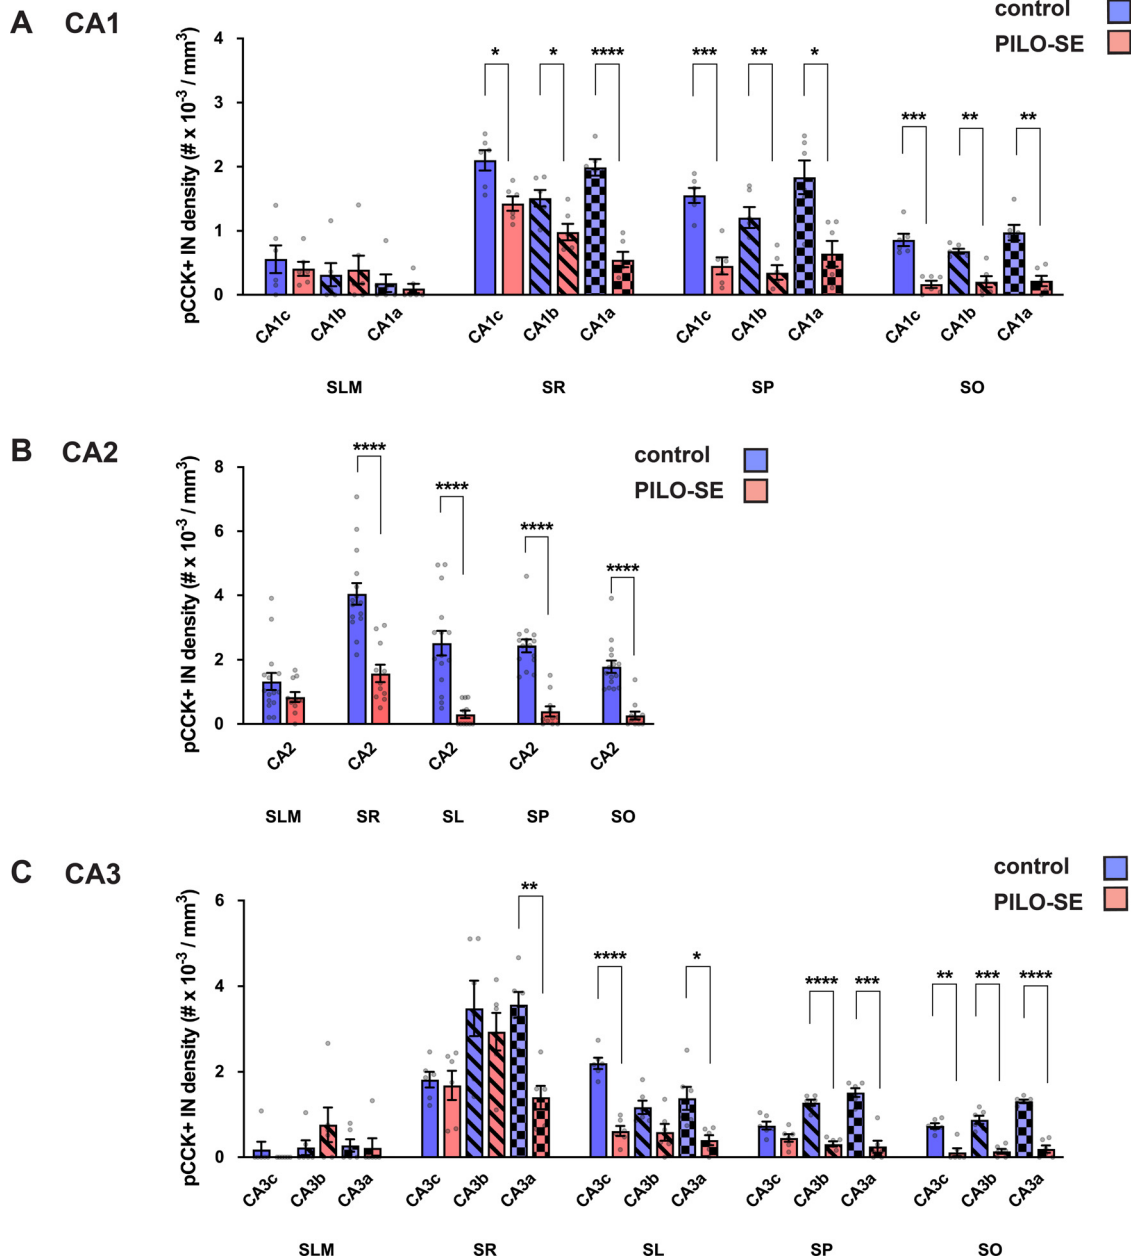 A CA1
control
PILO-SE
pCCK+ IN density (# x 10⁻³ / mm³)
4
3
2
1
0
* * **** *** ** * *** ** **
CA1c CA1b CA1a CA1c CA1b CA1a CA1c CA1b CA1a CA1c CA1b CA1a
SLM SR SP SO
B CA2
control
PILO-SE
pCCK+ IN density (# x 10⁻³ / mm³)
8
6
4
2
0
**** **** **** ****
CA2 CA2 CA2 CA2 CA2
SLM SR SL SP SO
C CA3
control
PILO-SE
pCCK+ IN density (# x 10⁻³ / mm³)
6
4
2
0
** **** * **** *** ** *** ****
CA3c CA3b CA3a CA3c CA3b CA3a CA3c CA3b CA3a CA3c CA3b CA3a CA3c CA3b CA3a
SLM SR SL SP SO